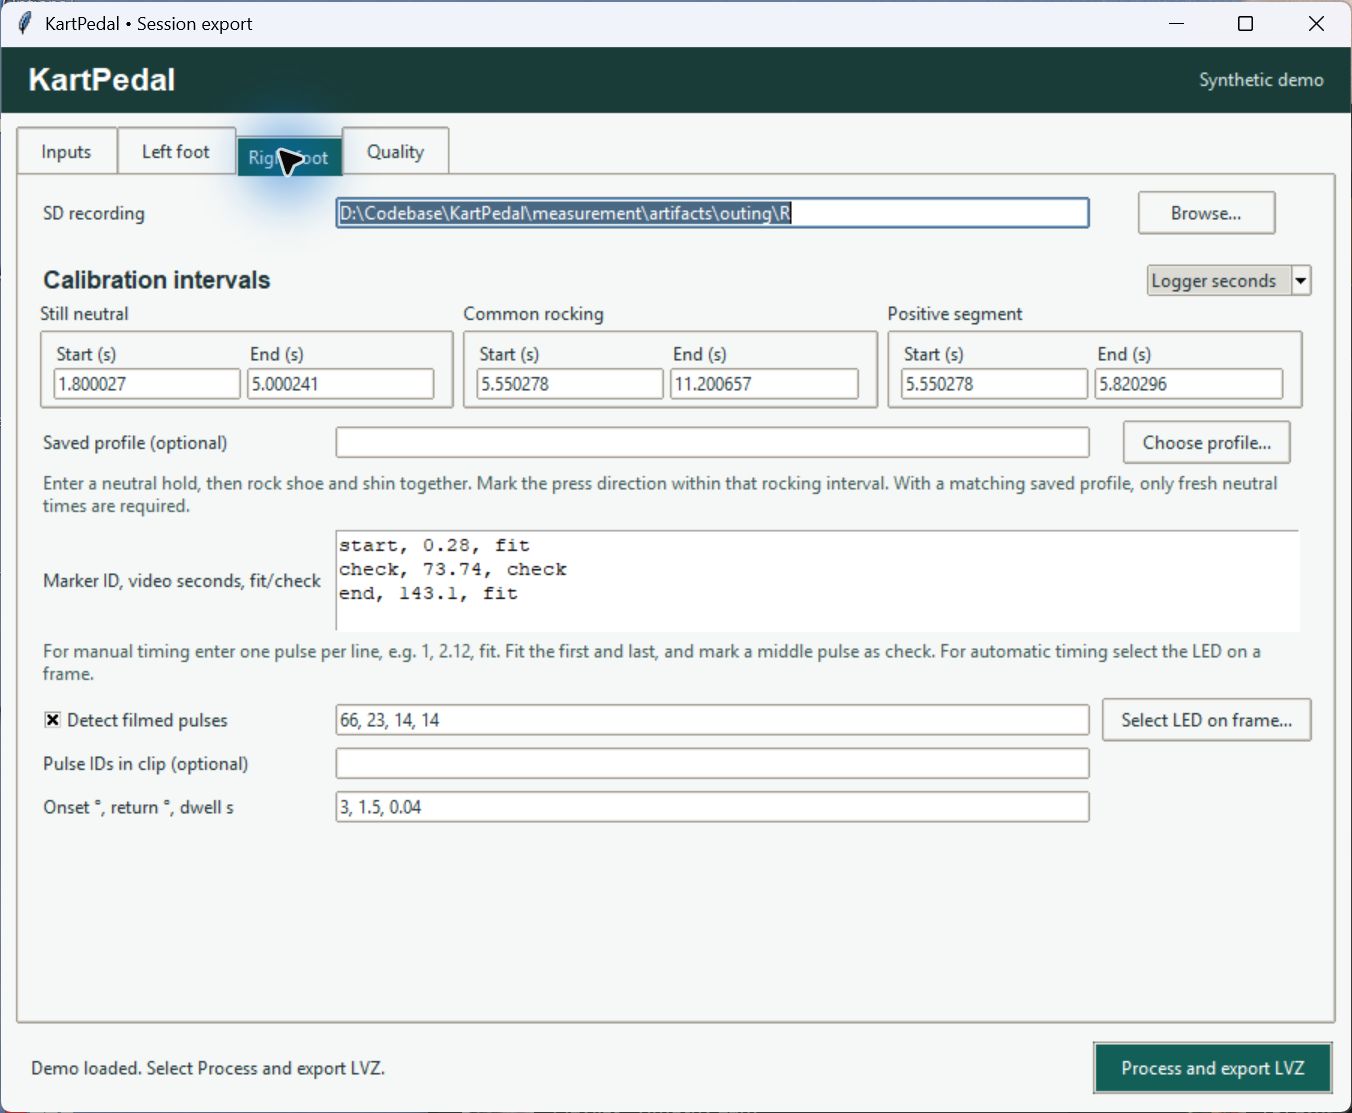 KartPedal • Session export
KartPedal
Synthetic demo
Inputs
Left foot
Right foot
Quality
SD recording
D:\Codebase\KartPedal\measurement\artifacts\outing\R
Browse...
Calibration intervals
Logger seconds
Still neutral
Common rocking
Positive segment
Start (s)
End (s)
Start (s)
End (s)
Start (s)
End (s)
1.800027
5.000241
5.550278
11.200657
5.550278
5.820296
Saved profile (optional)
Choose profile...
Enter a neutral hold, then rock shoe and shin together. Mark the press direction within that rocking interval. With a matching saved profile, only fresh neutral
times are required.
Marker ID, video seconds, fit/check
start, 0.28, fit
check, 73.74, check
end, 143.1, fit
For manual timing enter one pulse per line, e.g. 1, 2.12, fit. Fit the first and last, and mark a middle pulse as check. For automatic timing select the LED on a
frame.
Detect filmed pulses
66, 23, 14, 14
Select LED on frame...
Pulse IDs in clip (optional)
Onset °, return °, dwell s
3, 1.5, 0.04
Demo loaded. Select Process and export LVZ.
Process and export LVZ